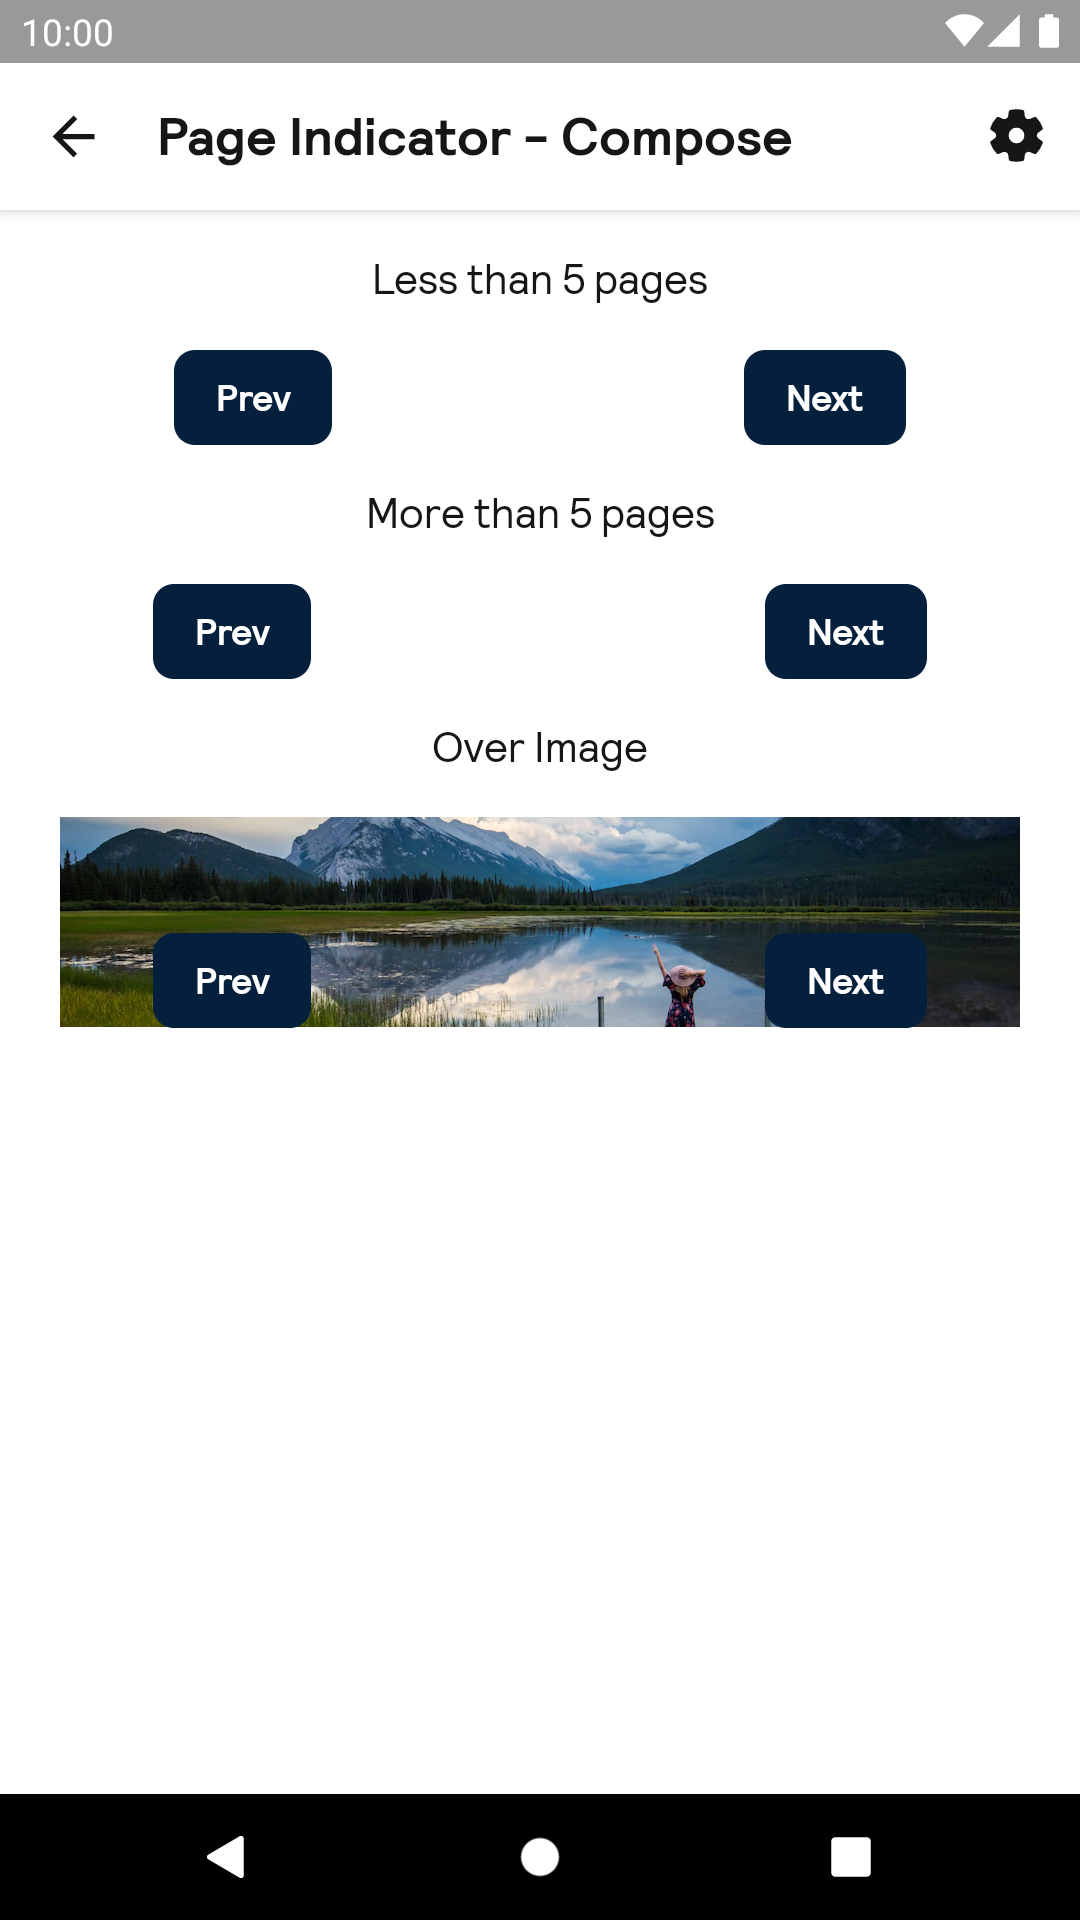 10:00
Page Indicator - Compose
Less than 5 pages
Prev Next
More than 5 pages
Prev Next
Over Image
Prev Next